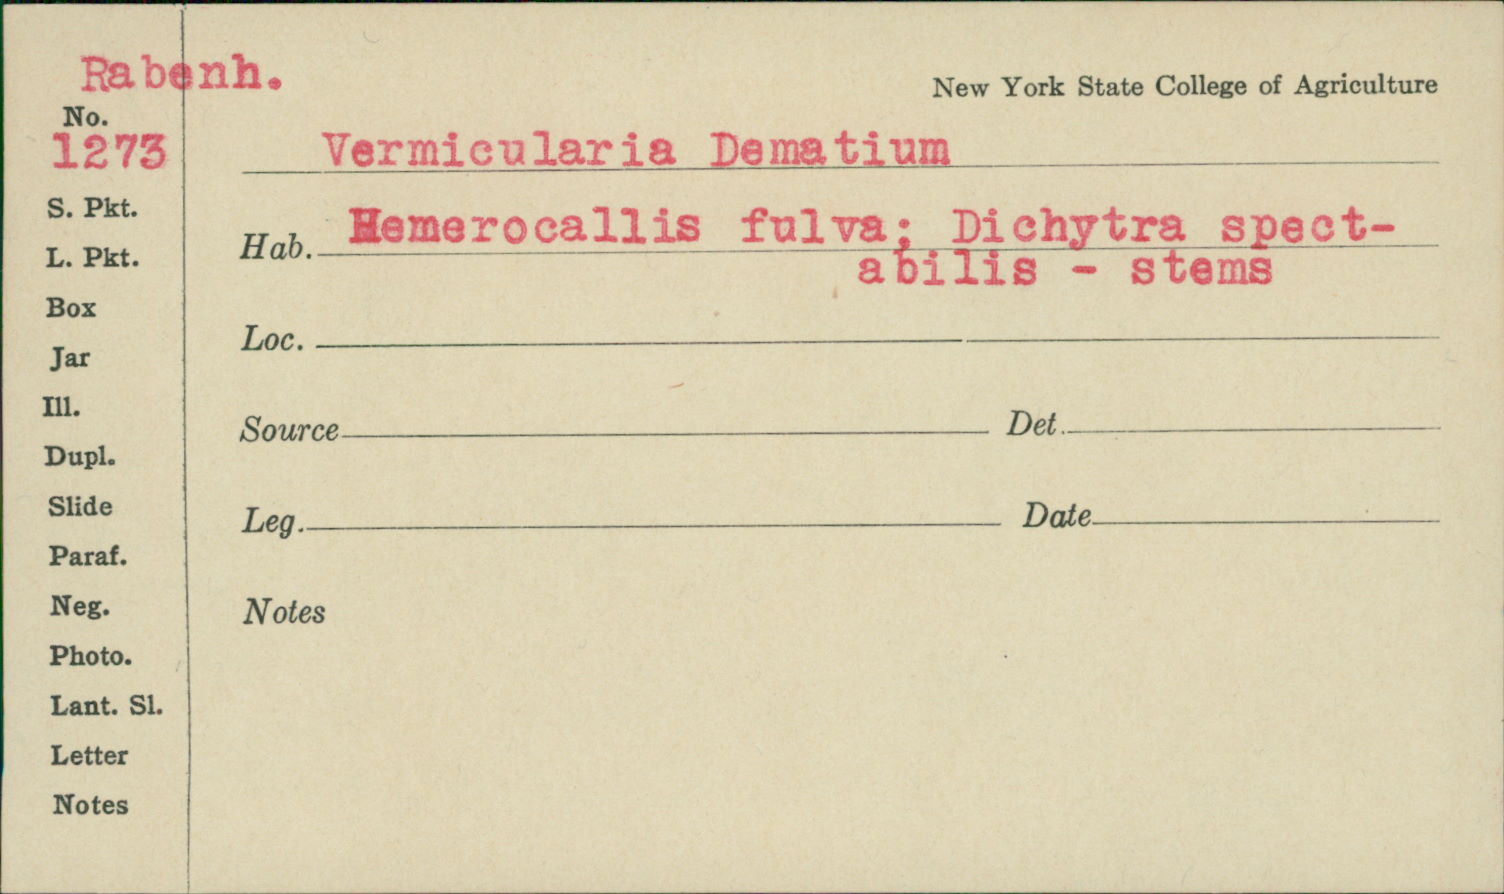 Rabenh.
New York State College of Agriculture
No.
1273
Vermicularia Dematium
S. Pkt.
Hab. Hemerocallis fulva; Dichytra spect-
abilis - stems
L. Pkt.
Box
Loc.
Jar
Ill.
Source Det.
Dupl.
Slide
Leg. Date
Paraf.
Neg.
Notes
Photo.
Lant. Sl.
Letter
Notes